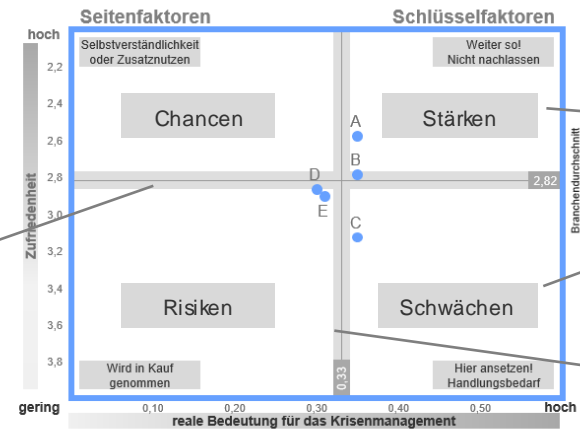 Seitenfaktoren
Schlüsselfaktoren
hoch
Selbstverständlichkeit
oder Zusatznutzen
Weiter so!
Nicht nachlassen
2,2
2,4
Chancen
Stärken
A
2,6
B
2,8
D
2,82
Branchendurchschnitt
Zufriedenheit
E
3,0
C
3,2
3,4
Risiken
Schwächen
3,6
3,8
Wird in Kauf
genommen
0,33
Hier ansetzen!
Handlungsbedarf
gering
0,10
0,20
0,30
0,40
0,50
hoch
reale Bedeutung für das Krisenmanagement